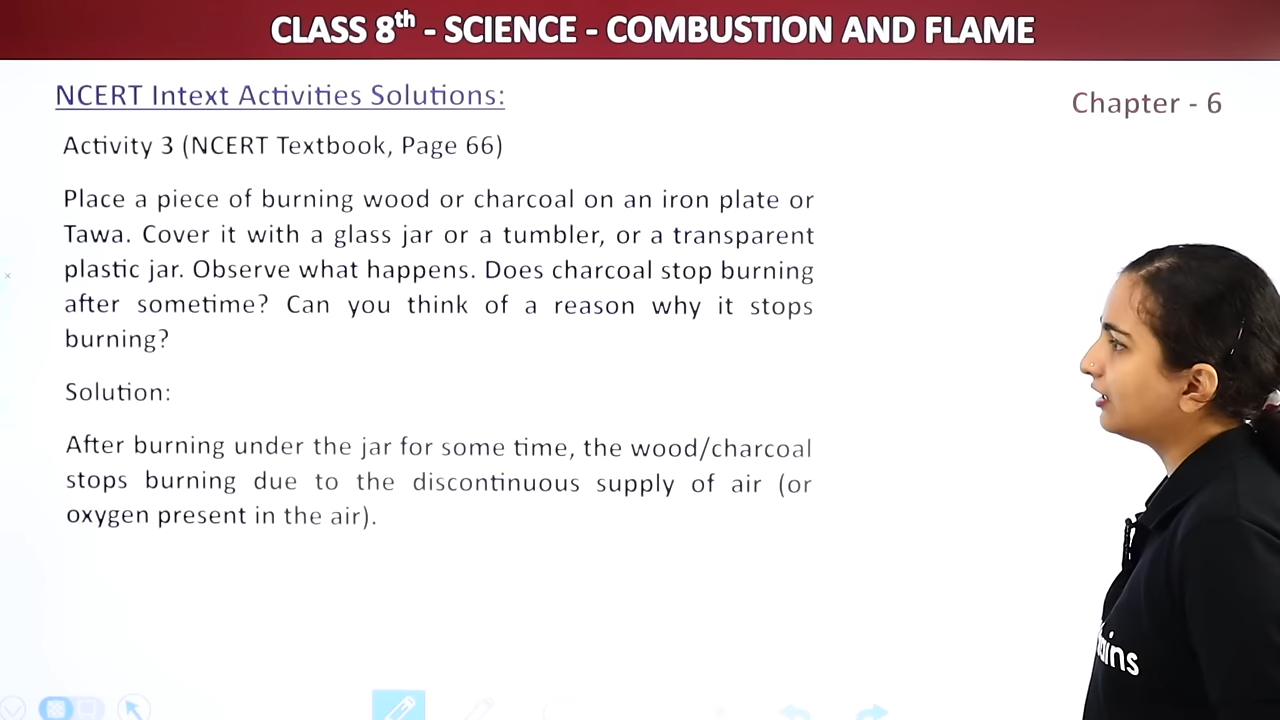 CLASS 8th - SCIENCE - COMBUSTION AND FLAME
NCERT Intext Activities Solutions:
Chapter - 6
Activity 3 (NCERT Textbook, Page 66)
Place a piece of burning wood or charcoal on an iron plate or
Tawa. Cover it with a glass jar or a tumbler, or a transparent
plastic jar. Observe what happens. Does charcoal stop burning
after sometime? Can you think of a reason why it stops
burning?
Solution:
After burning under the jar for some time, the wood/charcoal
stops burning due to the discontinuous supply of air (or
oxygen present in the air).